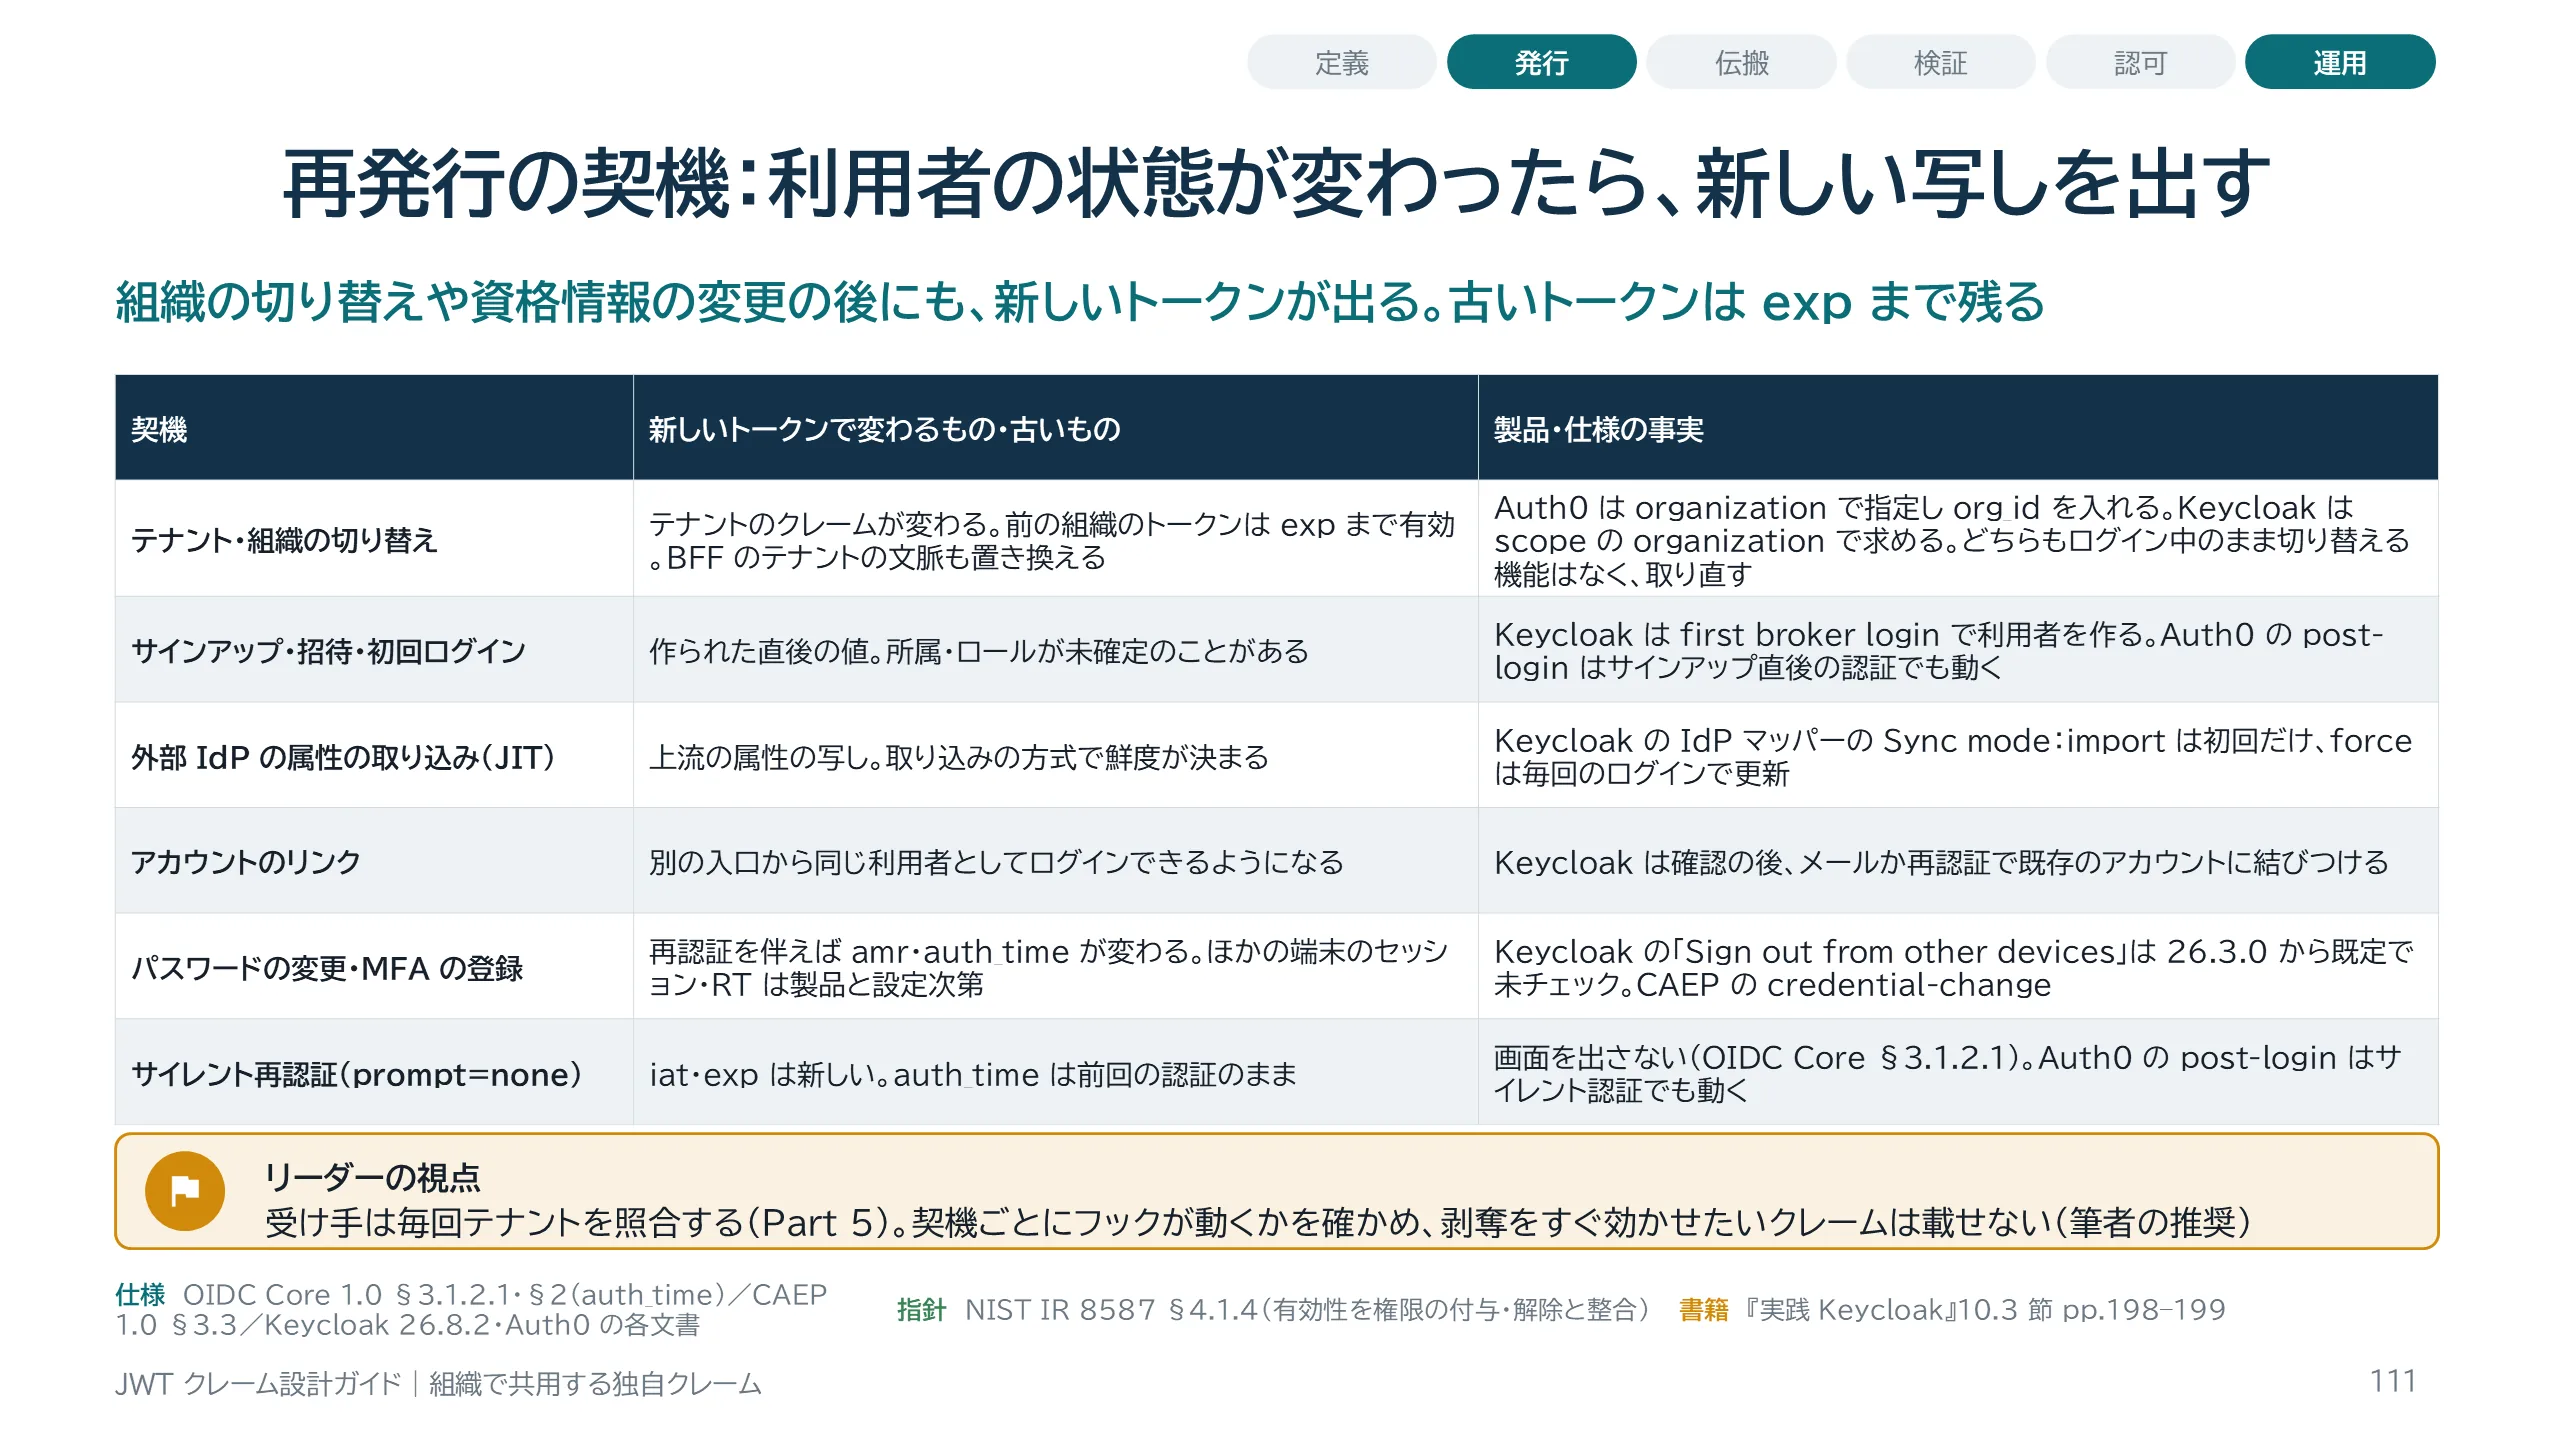 定義
発行
伝搬
検証
認可
運用
再発行の契機：利用者の状態が変わったら、新しい写しを出す
組織の切り替えや資格情報の変更の後にも、新しいトークンが出る。古いトークンは exp まで残る
契機
新しいトークンで変わるもの・古いもの
製品・仕様の事実
テナント・組織の切り替え
テナントのクレームが変わる。前の組織のトークンは exp まで有効
。BFF のテナントの文脈も置き換える
Auth0 は organization で指定し org_id を入れる。Keycloak は
scope の organization で求める。どちらもログイン中のまま切り替える
機能はなく、取り直す
サインアップ・招待・初回ログイン
作られた直後の値。所属・ロールが未確定のことがある
Keycloak は first broker login で利用者を作る。Auth0 の post-
login はサインアップ直後の認証でも動く
外部 IdP の属性の取り込み（JIT）
上流の属性の写し。取り込みの方式で鮮度が決まる
Keycloak の IdP マッパーの Sync mode：import は初回だけ、force
は毎回のログインで更新
アカウントのリンク
別の入口から同じ利用者としてログインできるようになる
Keycloak は確認の後、メールか再認証で既存のアカウントに結びつける
パスワードの変更・MFA の登録
再認証を伴えば amr・auth_time が変わる。ほかの端末のセッシ
ョン・RT は製品と設定次第
Keycloak の「Sign out from other devices」は 26.3.0 から既定で
未チェック。CAEP の credential-change
サイレント再認証（prompt=none）
iat・exp は新しい。auth_time は前回の認証のまま
画面を出さない（OIDC Core §3.1.2.1）。Auth0 の post-login はサ
イレント認証でも動く
リーダーの視点
受け手は毎回テナントを照合する（Part 5）。契機ごとにフックが動くかを確かめ、剥奪をすぐ効かせたいクレームは載せない（筆者の推奨）
仕様 OIDC Core 1.0 §3.1.2.1・§2（auth_time）／CAEP
1.0 §3.3／Keycloak 26.8.2・Auth0 の各文書
指針 NIST IR 8587 §4.1.4（有効性を権限の付与・解除と整合） 書籍 『実践 Keycloak』10.3 節 pp.198–199
JWT クレーム設計ガイド｜組織で共用する独自クレーム
111